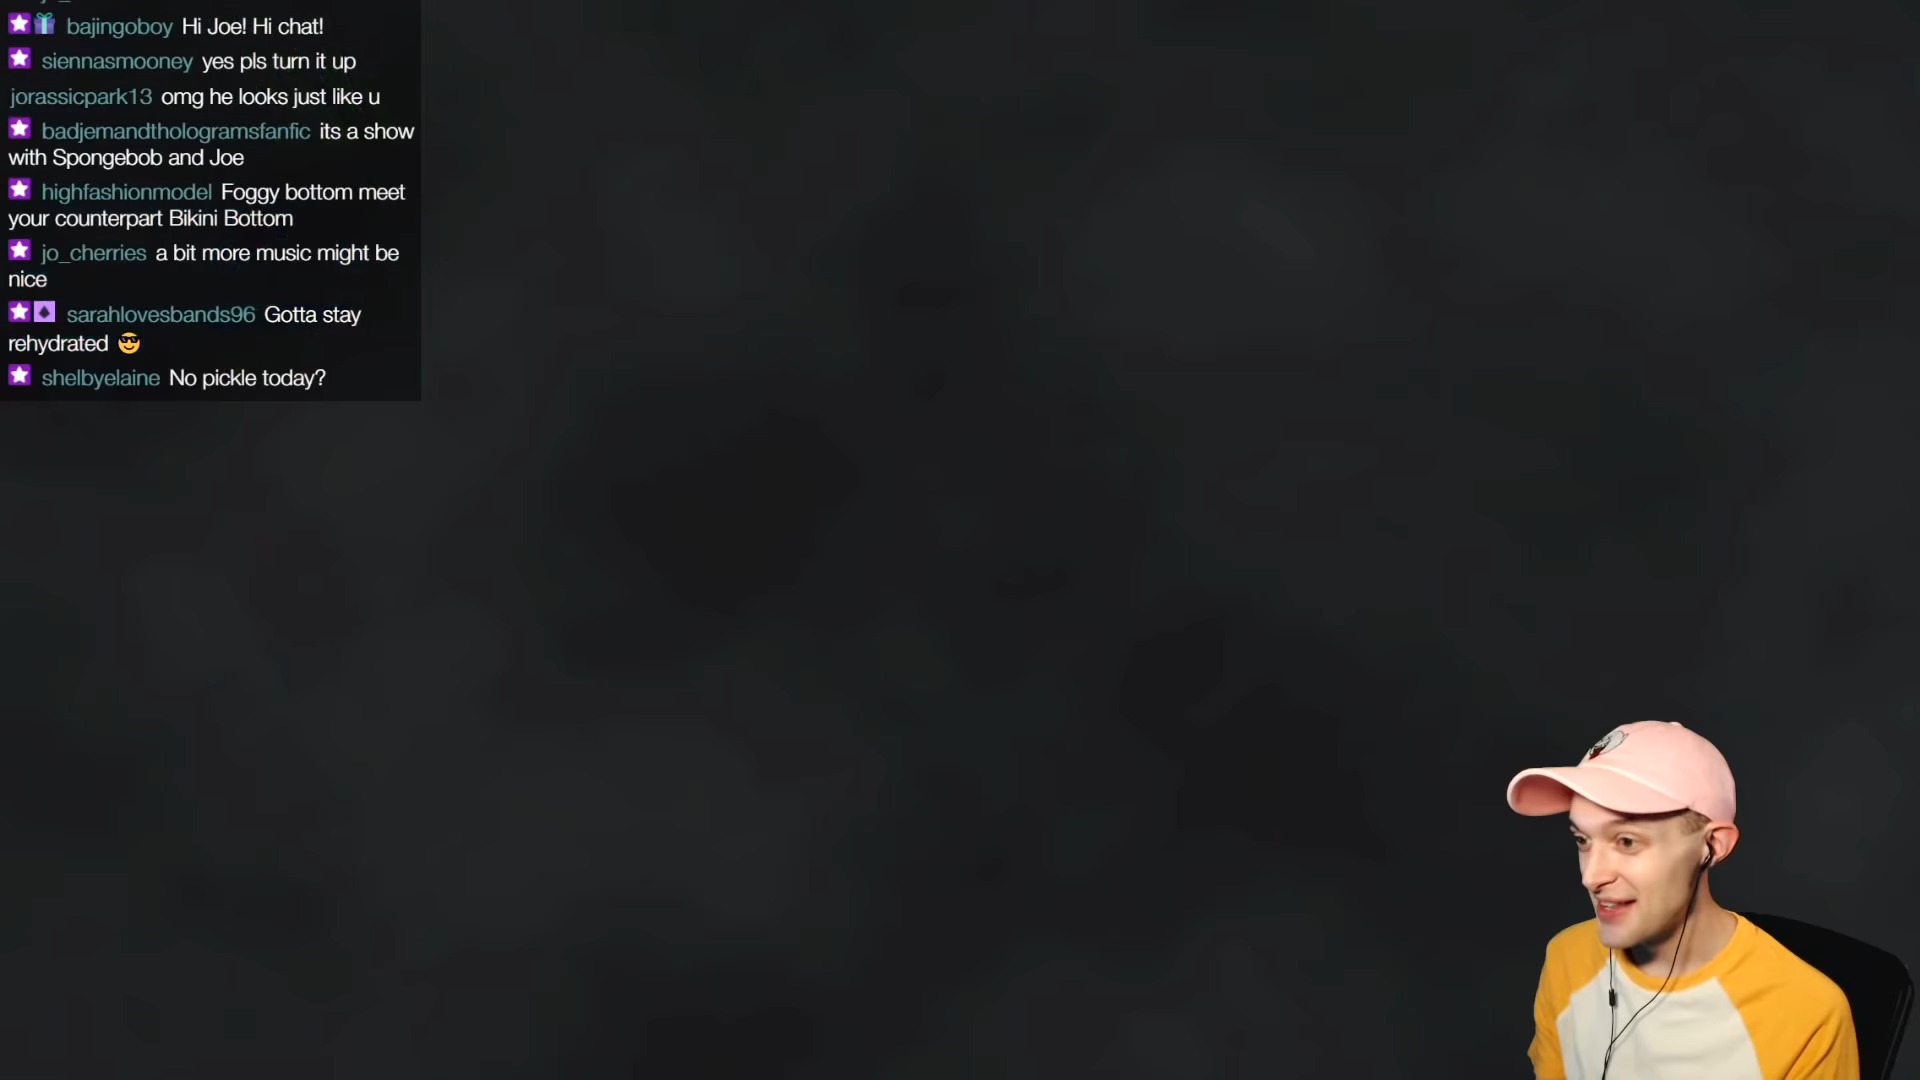 bajingoboy Hi Joe! Hi chat!
siennasmooney yes pls turn it up
jorassicpark13 omg he looks just like u
badjemandthologramsfanfic its a show
with Spongebob and Joe
highfashionmodel Foggy bottom meet
your counterpart Bikini Bottom
jo_cherries a bit more music might be
nice
sarahlovesbands96 Gotta stay
rehydrated 😎
shelbyelaine No pickle today?